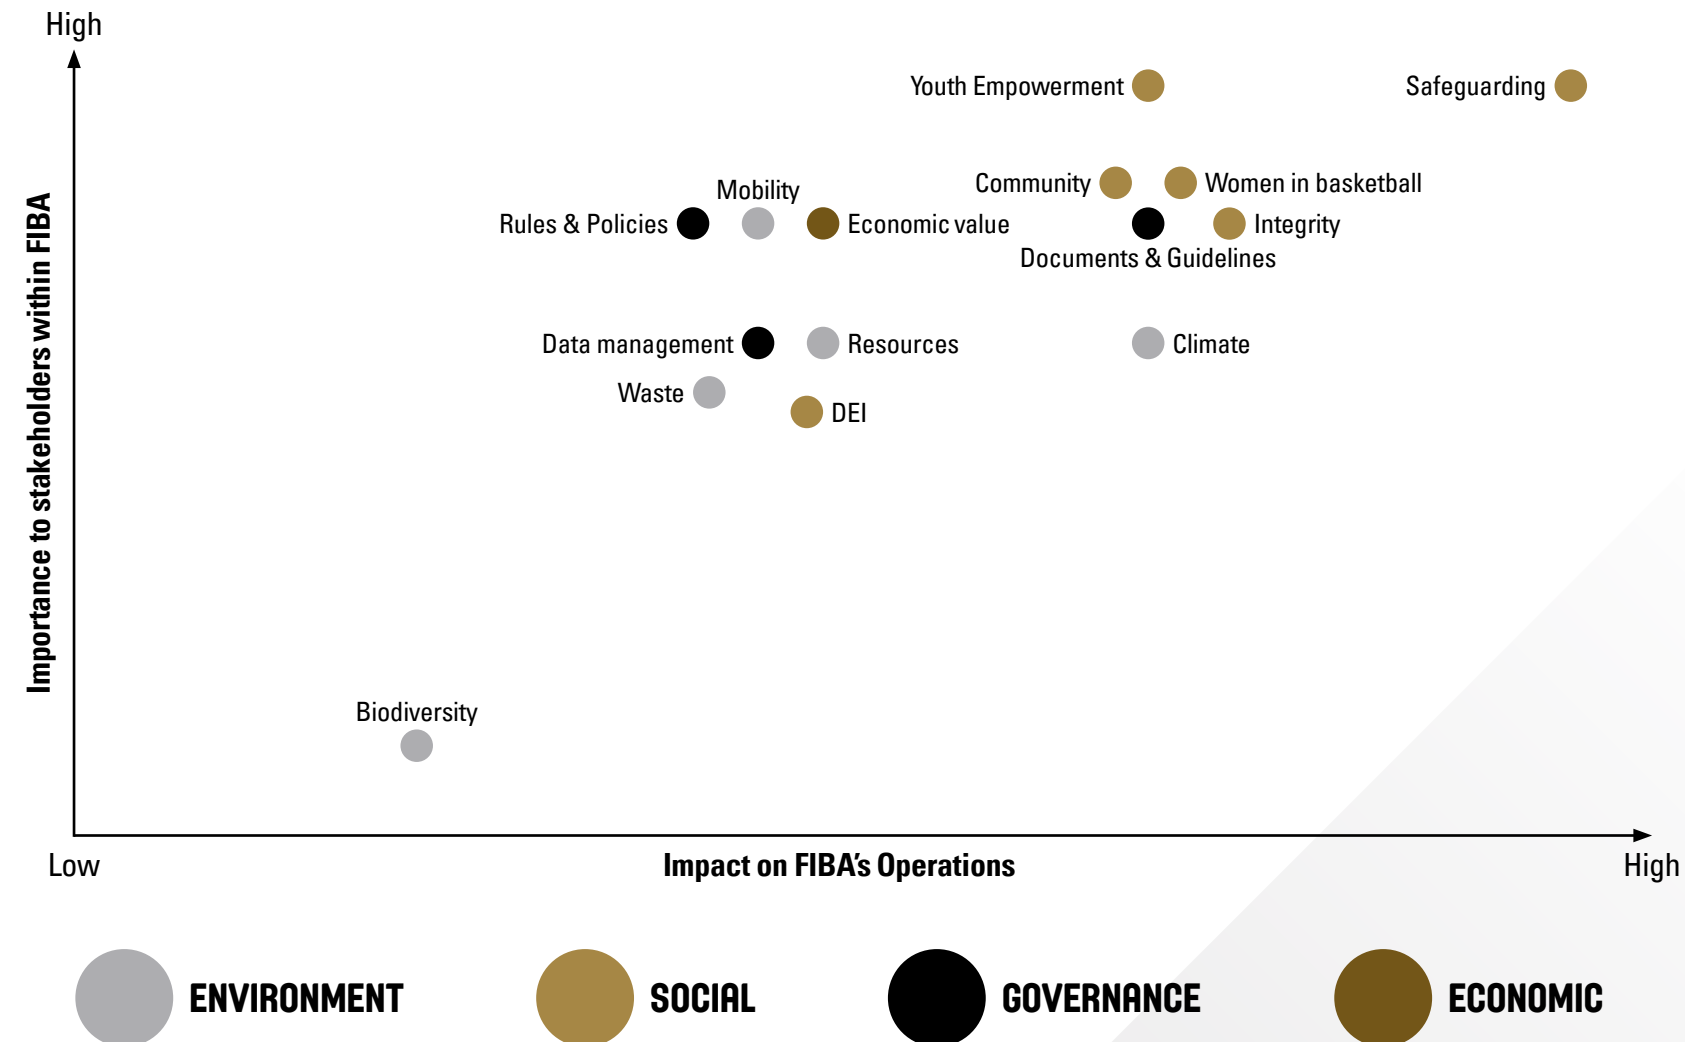 High
Youth Empowerment
Safeguarding
Community
Women in basketball
Mobility
Rules & Policies
Economic value
Integrity
Documents & Guidelines
Data management
Resources
Climate
Waste
DEI
Importance to stakeholders within FIBA
Biodiversity
Low
Impact on FIBA's Operations
High
ENVIRONMENT
SOCIAL
GOVERNANCE
ECONOMIC